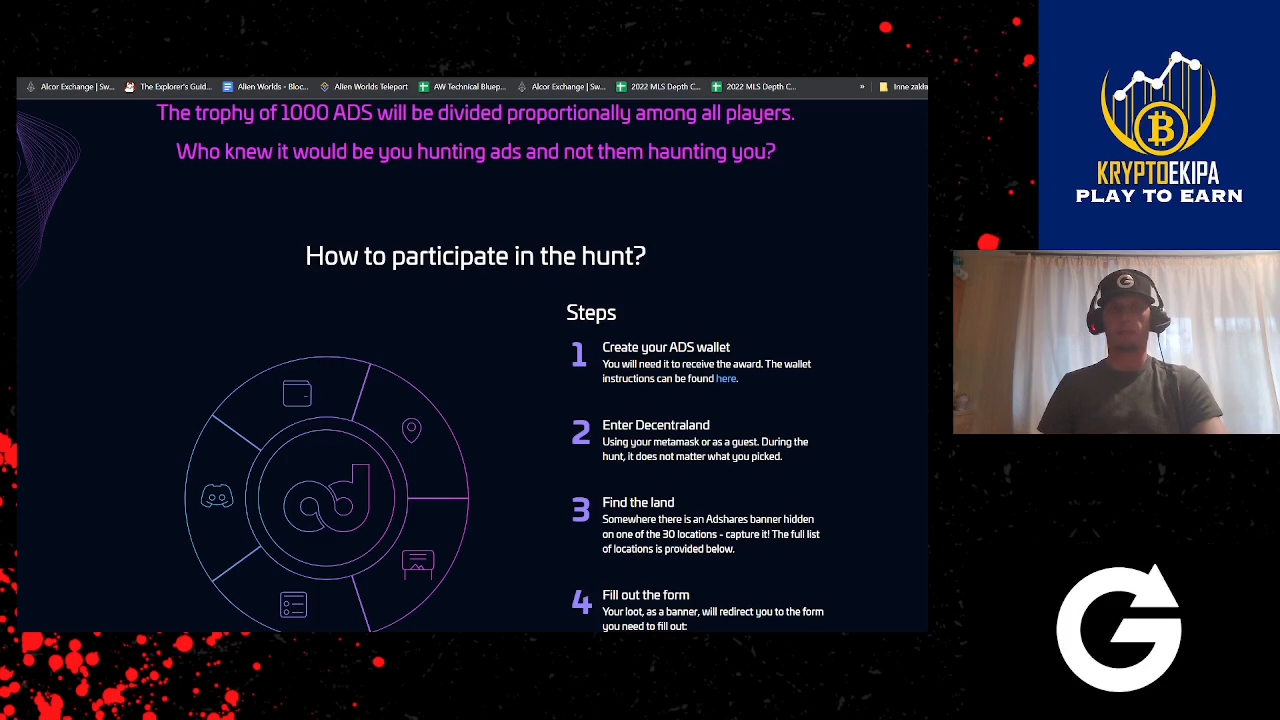 Alcor Exchange | Sw...
The Explorer's Guid...
Alien Worlds - Bloc...
Alien Worlds Teleport
AW Technical Bluep...
Alcor Exchange | Sw...
2022 MLS Depth C...
2022 MLS Depth C...
»
Inne zakła
The trophy of 1000 ADS will be divided proportionally among all players.
Who knew it would be you hunting ads and not them haunting you?
How to participate in the hunt?
Steps
1
Create your ADS wallet
You will need it to receive the award. The wallet
instructions can be found here.
2
Enter Decentraland
Using your metamask or as a guest. During the
hunt, it does not matter what you picked.
3
Find the land
Somewhere there is an Adshares banner hidden
on one of the 30 locations - capture it! The full list
of locations is provided below.
4
Fill out the form
Your loot, as a banner, will redirect you to the form
you need to fill out:
KRYPTOEKIPA
PLAY TO EARN